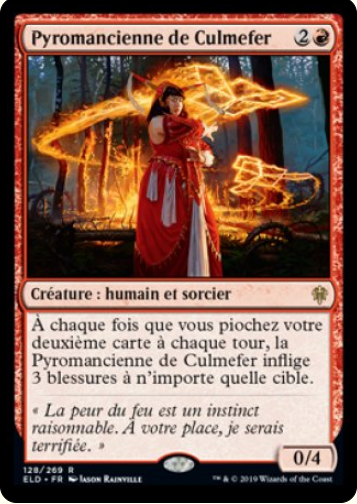 Pyromancienne de Culmefer 2
Créature : humain et sorcier
À chaque fois que vous piochez votre
deuxième carte à chaque tour, la
Pyromancienne de Culmefer inflige
3 blessures à n'importe quelle cible.
« La peur du feu est un instinct
raisonnable. À votre place, je serais
terrifiée. »
0/4
128/269 R
ELD • FR Jason Rainville
™ & © 2019 Wizards of the Coast